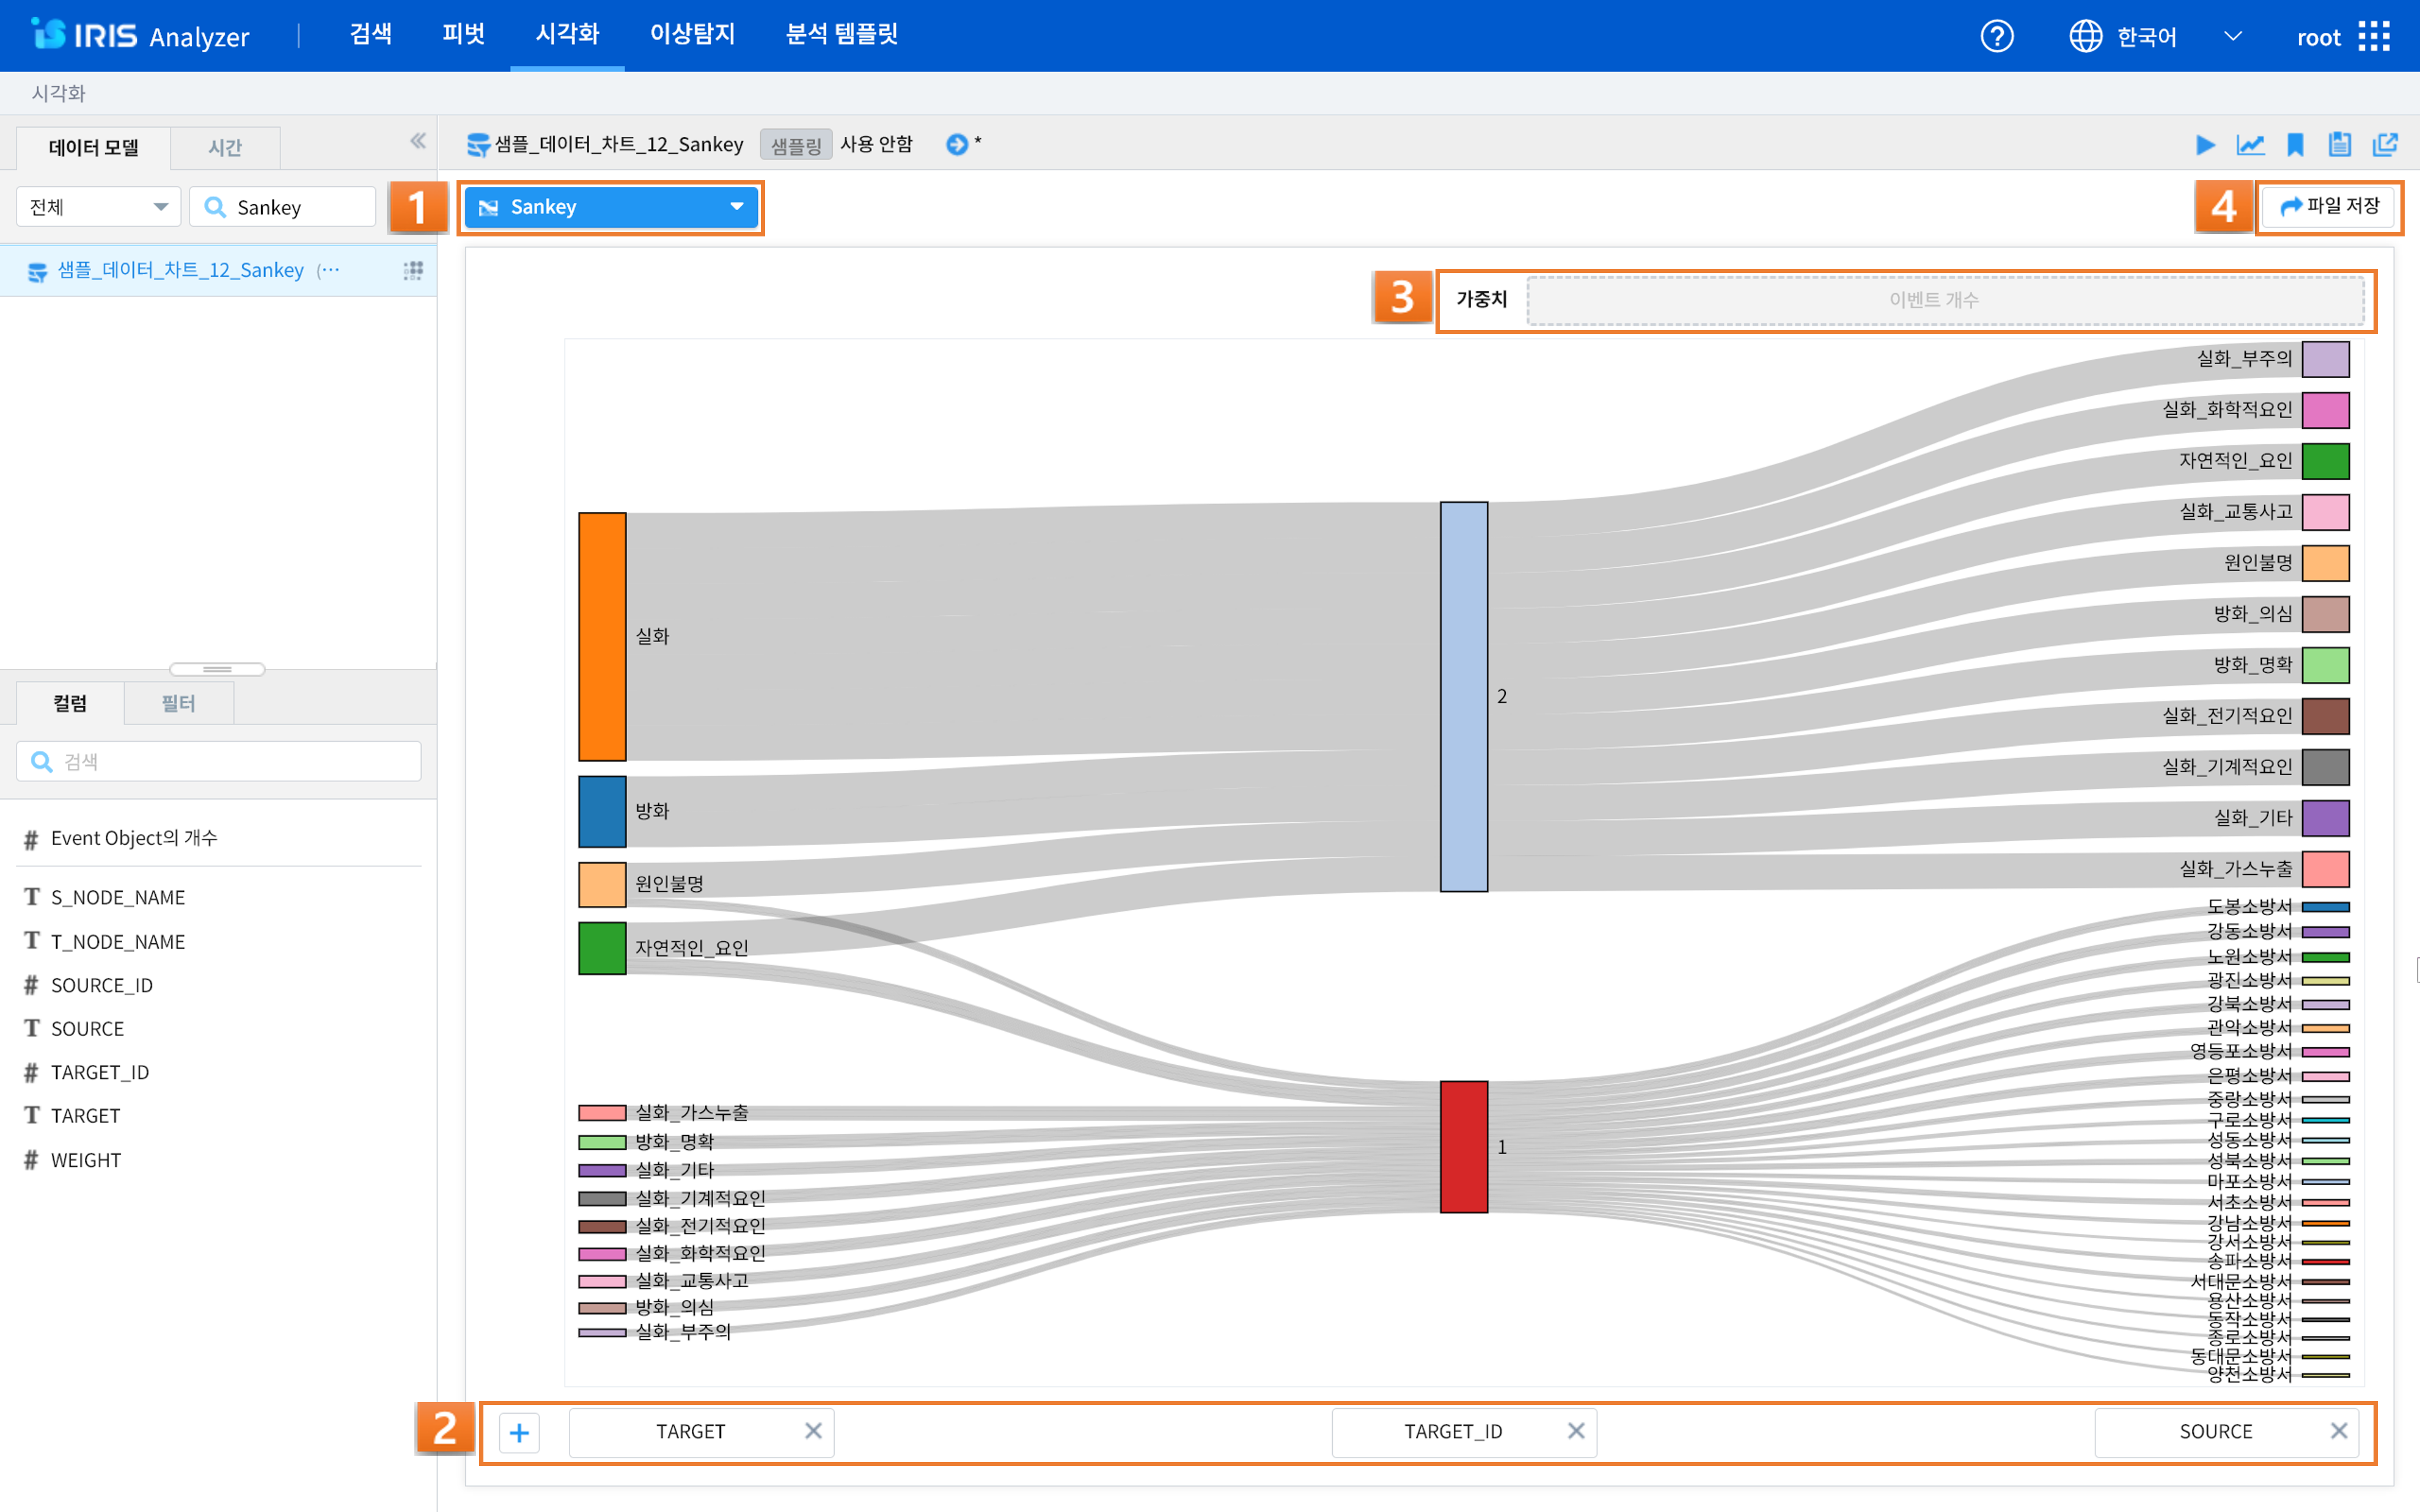 IRIS Analyzer
검색
피벗
시각화
이상탐지
분석 템플릿
한국어
root
시각화
데이터 모델
시간
전체
Sankey
샘플_데이터_차트_12_Sankey (···
컬럼
필터
검색
# Event Object의 개수
T S_NODE_NAME
T T_NODE_NAME
# SOURCE_ID
T SOURCE
# TARGET_ID
T TARGET
# WEIGHT
샘플_데이터_차트_12_Sankey
샘플링
사용 안함
*
1
Sankey
4
파일 저장
3
가중치
이벤트 개수
실화
방화
원인불명
자연적인_요인
실화_가스누출
방화_명확
실화_기타
실화_기계적요인
실화_전기적요인
실화_화학적요인
실화_교통사고
방화_의심
실화_부주의
2
1
실화_부주의
실화_화학적요인
자연적인_요인
실화_교통사고
원인불명
방화_의심
방화_명확
실화_전기적요인
실화_기계적요인
실화_기타
실화_가스누출
도봉소방서
강동소방서
노원소방서
광진소방서
강북소방서
관악소방서
영등포소방서
은평소방서
중랑소방서
구로소방서
성동소방서
성북소방서
마포소방서
서초소방서
강남소방서
강서소방서
송파소방서
서대문소방서
용산소방서
동작소방서
종로소방서
동대문소방서
양천소방서
2
TARGET
TARGET_ID
SOURCE